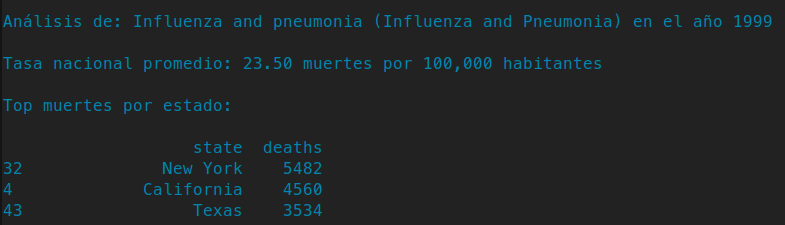 Análisis de: Influenza and pneumonia (Influenza and Pneumonia) en el año 1999
Tasa nacional promedio: 23.50 muertes por 100,000 habitantes
Top muertes por estado:
state deaths
32 New York 5482
4 California 4560
43 Texas 3534